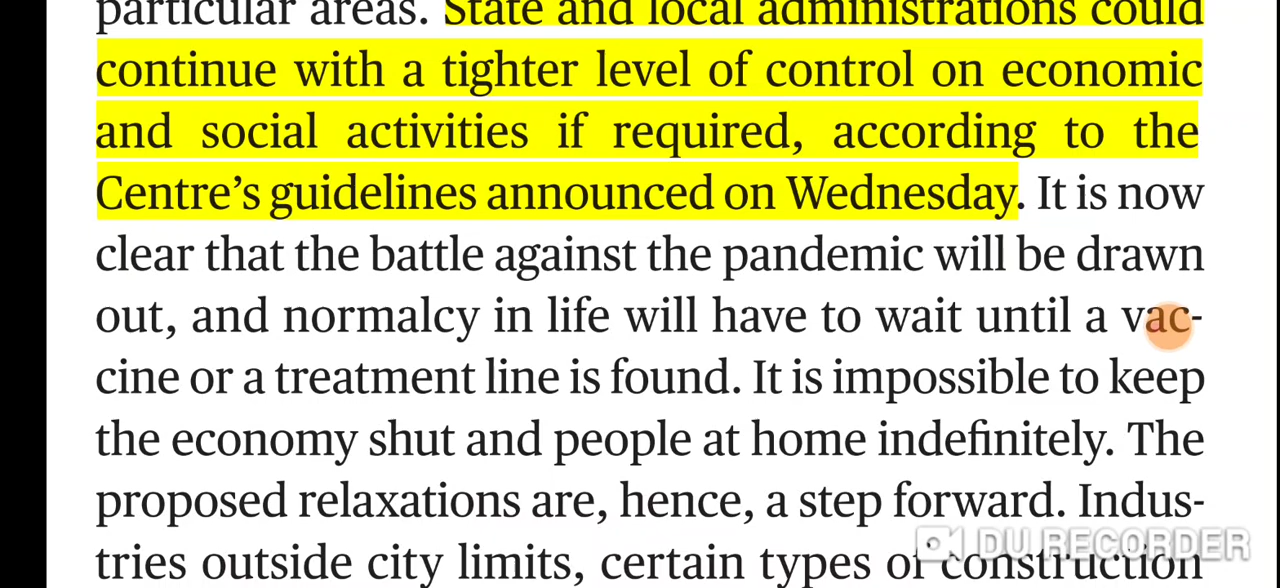 particular areas. State and local administrations could
continue with a tighter level of control on economic
and social activities if required, according to the
Centre’s guidelines announced on Wednesday. It is now
clear that the battle against the pandemic will be drawn
out, and normalcy in life will have to wait until a vac-
cine or a treatment line is found. It is impossible to keep
the economy shut and people at home indefinitely. The
proposed relaxations are, hence, a step forward. Indus-
tries outside city limits, certain types of construction
DU RECORDER